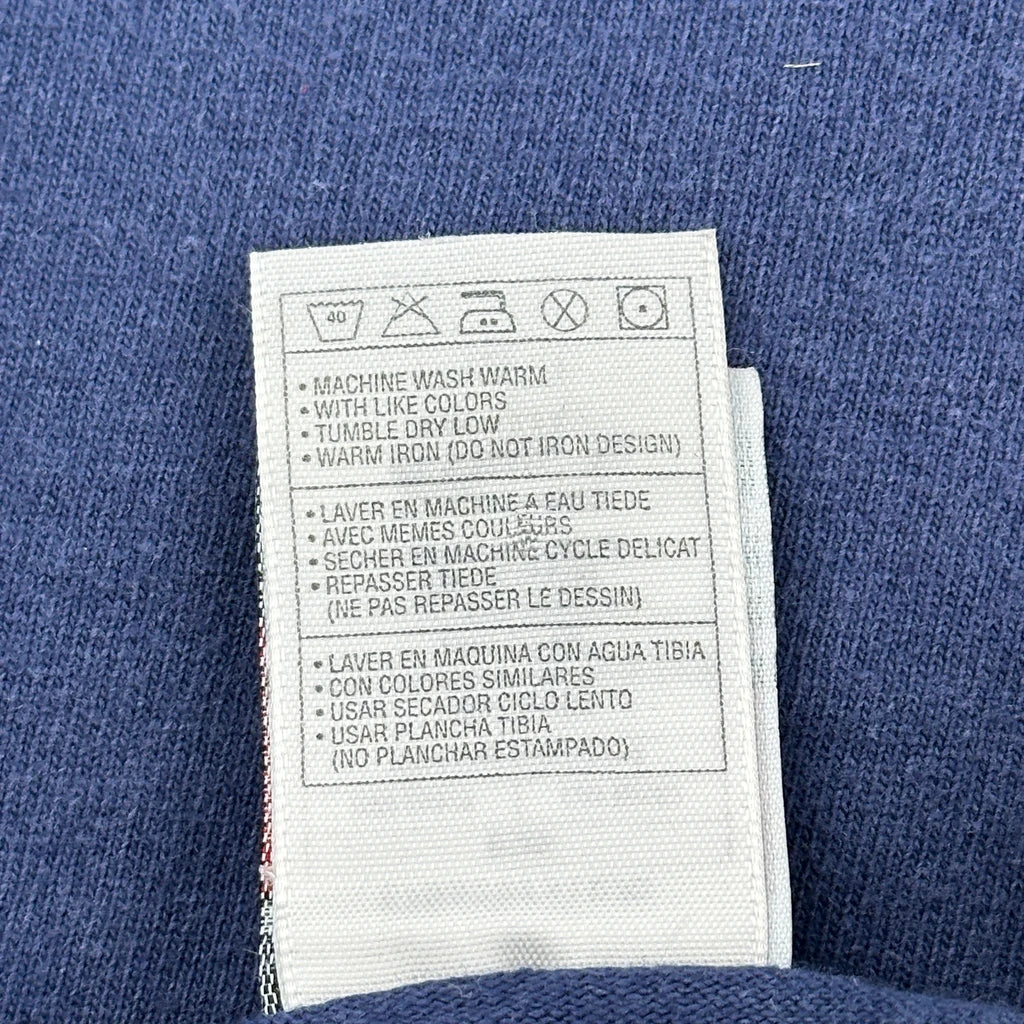 40
• MACHINE WASH WARM
• WITH LIKE COLORS
• TUMBLE DRY LOW
• WARM IRON (DO NOT IRON DESIGN)
• LAVER EN MACHINE A EAU TIEDE
• AVEC MEMES COULEURS
• SECHER EN MACHINE CYCLE DELICAT
• REPASSER TIEDE
(NE PAS REPASSER LE DESSIN)
• LAVER EN MAQUINA CON AGUA TIBIA
• CON COLORES SIMILARES
• USAR SECADOR CICLO LENTO
• USAR PLANCHA TIBIA
(NO PLANCHAR ESTAMPADO)